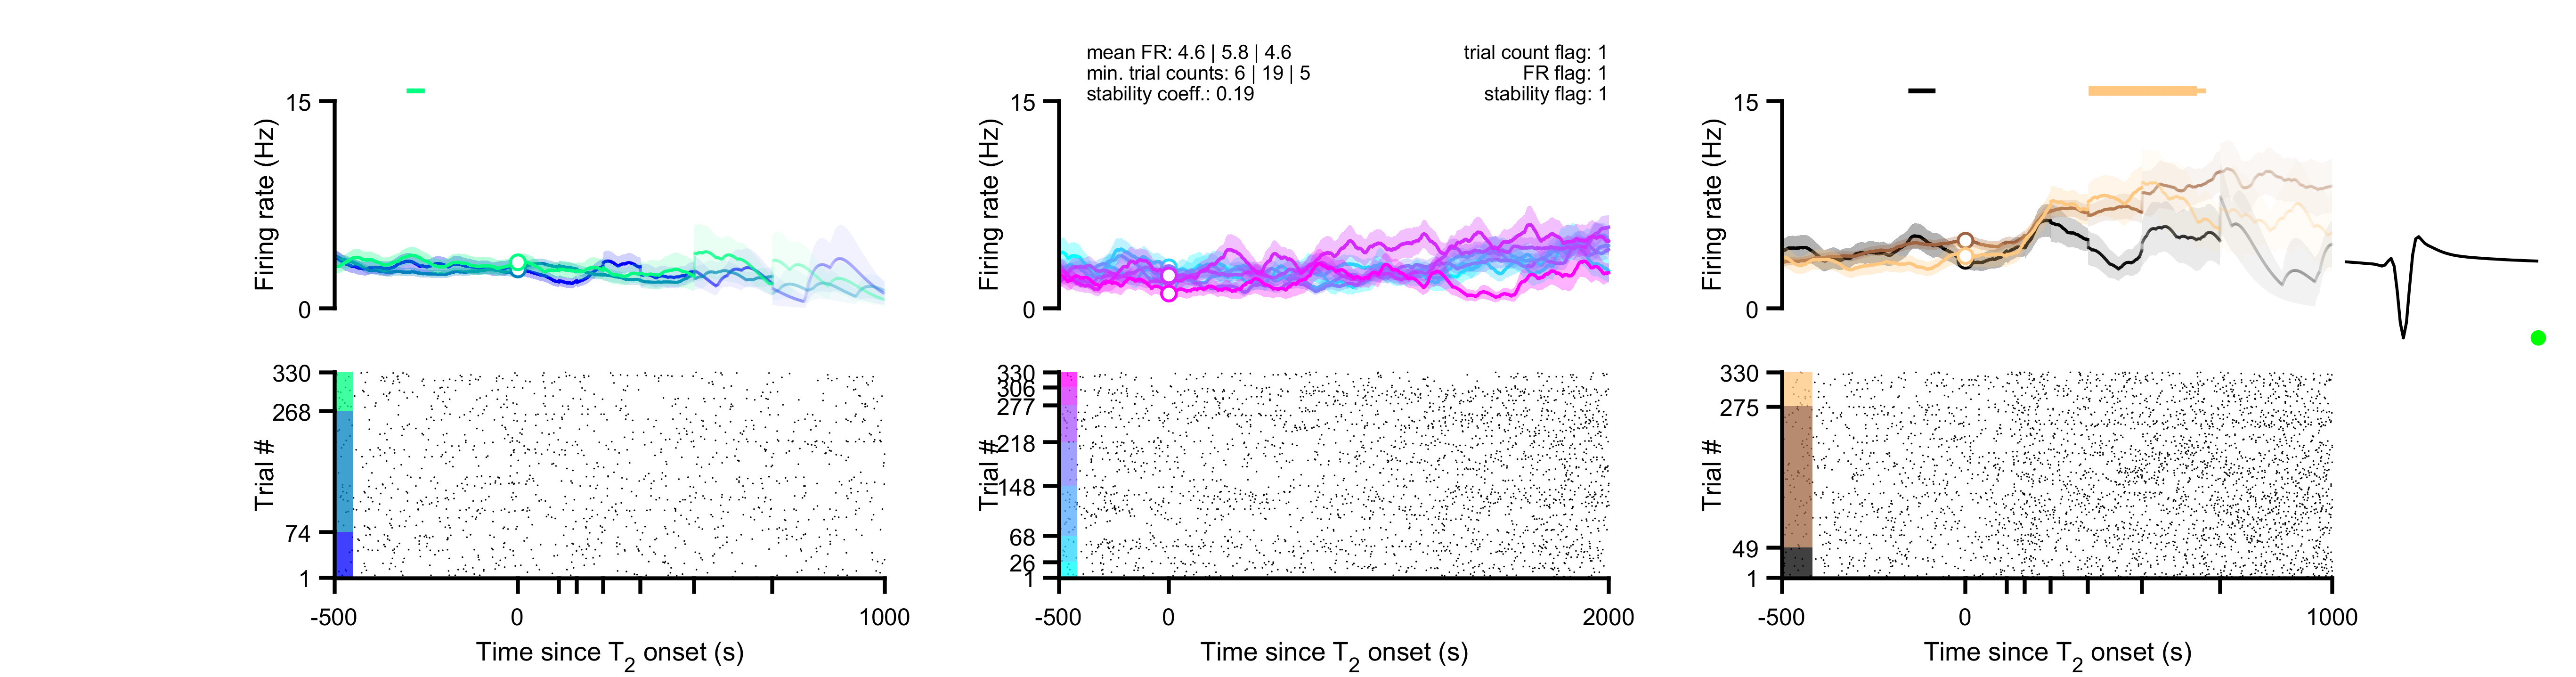 mean FR: 4.6 | 5.8 | 4.6
min. trial counts: 6 | 19 | 5
stability coeff.: 0.19
trial count flag: 1
FR flag: 1
stability flag: 1
15
Firing rate (Hz)
0
15
Firing rate (Hz)
0
15
Firing rate (Hz)
0
330
268
Trial #
74
1
-500
0
1000
Time since T2 onset (s)
330
306
277
218
Trial #
148
68
26
1
-500
0
2000
Time since T2 onset (s)
330
275
Trial #
49
1
-500
0
1000
Time since T2 onset (s)